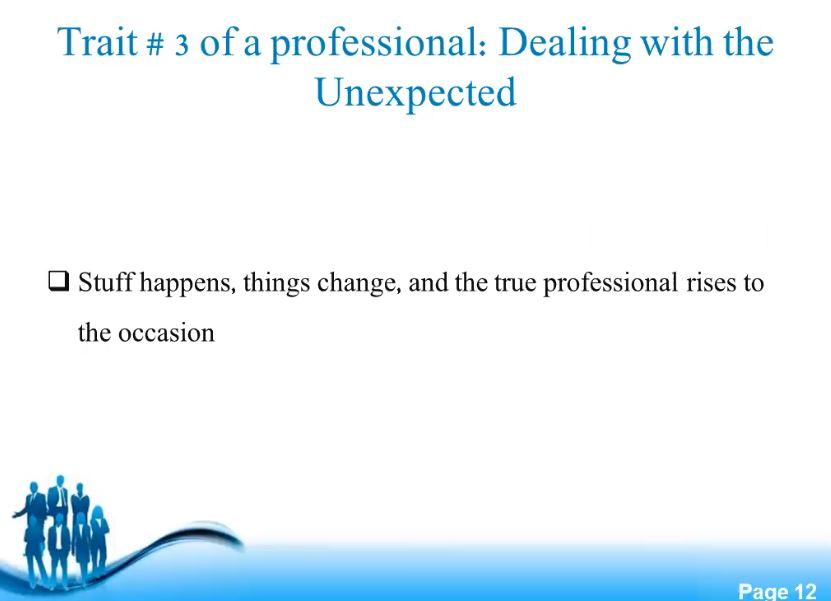 Trait # 3 of a professional: Dealing with the
Unexpected
❑ Stuff happens, things change, and the true professional rises to
the occasion
Page 12